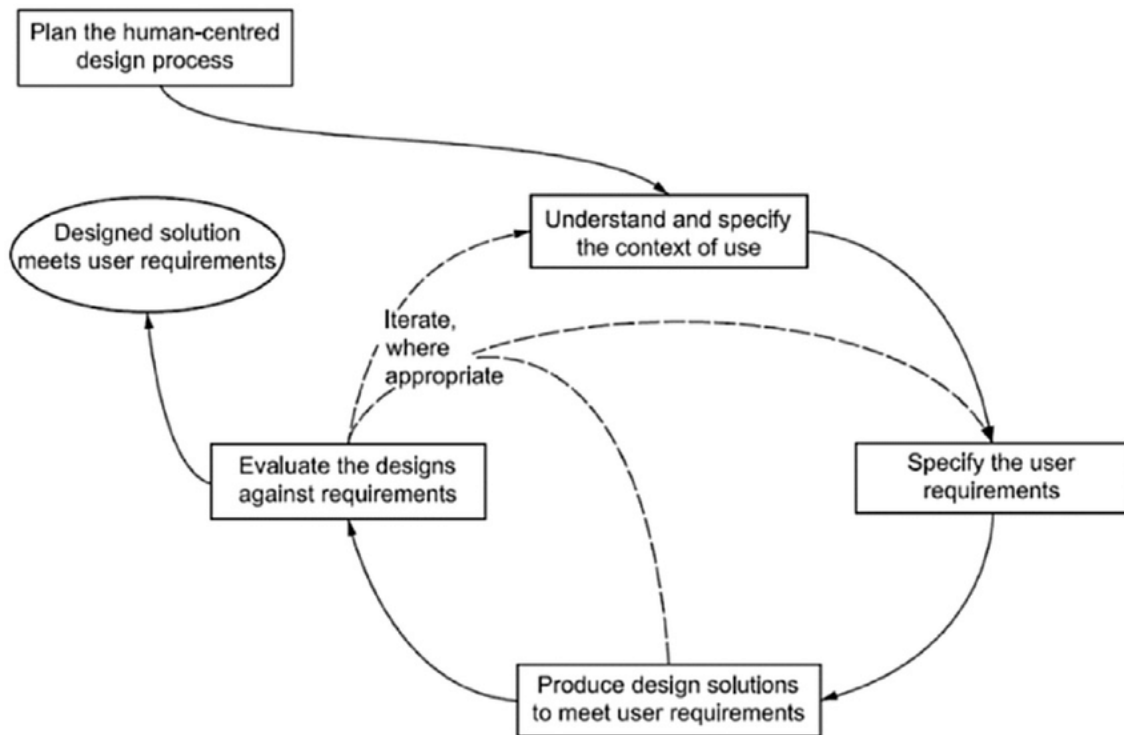 Plan the human-centred
design process
Understand and specify
the context of use
Designed solution
meets user requirements
Iterate,
where
appropriate
Evaluate the designs
against requirements
Specify the user
requirements
Produce design solutions
to meet user requirements